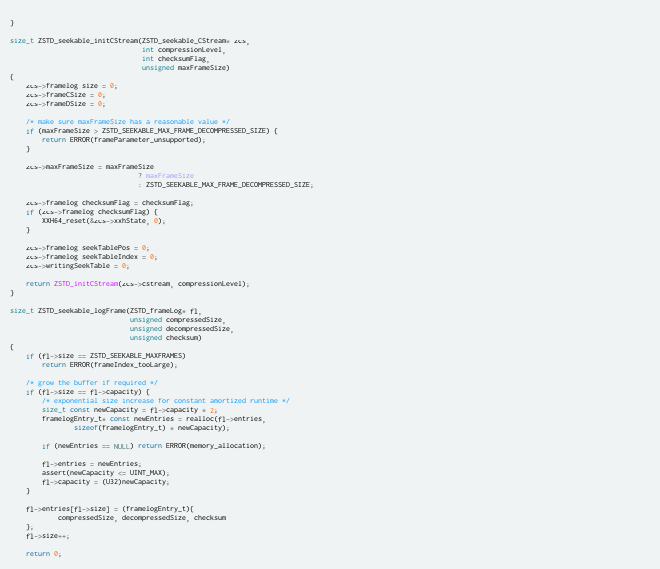 }
size_t ZSTD_seekable_initCStream(ZSTD_seekable_CStream* zcs,
int compressionLevel,
int checksumFlag,
unsigned maxFrameSize)
{
zcs->framelog size = 0;
zcs->frameCSize = 0;
zcs->frameDSize = 0;
/* make sure maxFrameSize has a reasonable value */
if (maxFrameSize > ZSTD_SEEKABLE_MAX_FRAME_DECOMPRESSED_SIZE) {
return ERROR(frameParameter_unsupported);
}
zcs->maxFrameSize = maxFrameSize
? maxFrameSize
: ZSTD_SEEKABLE_MAX_FRAME_DECOMPRESSED_SIZE;
zcs->framelog checksumFlag = checksumFlag;
if (zcs->framelog checksumFlag) {
XXH64_reset(&zcs->xxhState, 0);
}
zcs->framelog seekTablePos = 0;
zcs->framelog seekTableIndex = 0;
zcs->writingSeekTable = 0;
return ZSTD_initCStream(zcs->cstream, compressionLevel);
}
size_t ZSTD_seekable_logFrame(ZSTD_frameLog* fl,
unsigned compressedSize,
unsigned decompressedSize,
unsigned checksum)
{
if (fl->size == ZSTD_SEEKABLE_MAXFRAMES)
return ERROR(frameIndex_tooLarge);
/* grow the buffer if required */
if (fl->size == fl->capacity) {
/* exponential size increase for constant amortized runtime */
size_t const newCapacity = fl->capacity * 2;
framelogEntry_t* const newEntries = realloc(fl->entries,
sizeof(framelogEntry_t) * newCapacity);
if (newEntries == NULL) return ERROR(memory_allocation);
fl->entries = newEntries;
assert(newCapacity <= UINT_MAX);
fl->capacity = (U32)newCapacity;
}
fl->entries[fl->size] = (framelogEntry_t){
compressedSize, decompressedSize, checksum
};
fl->size++;
return 0;